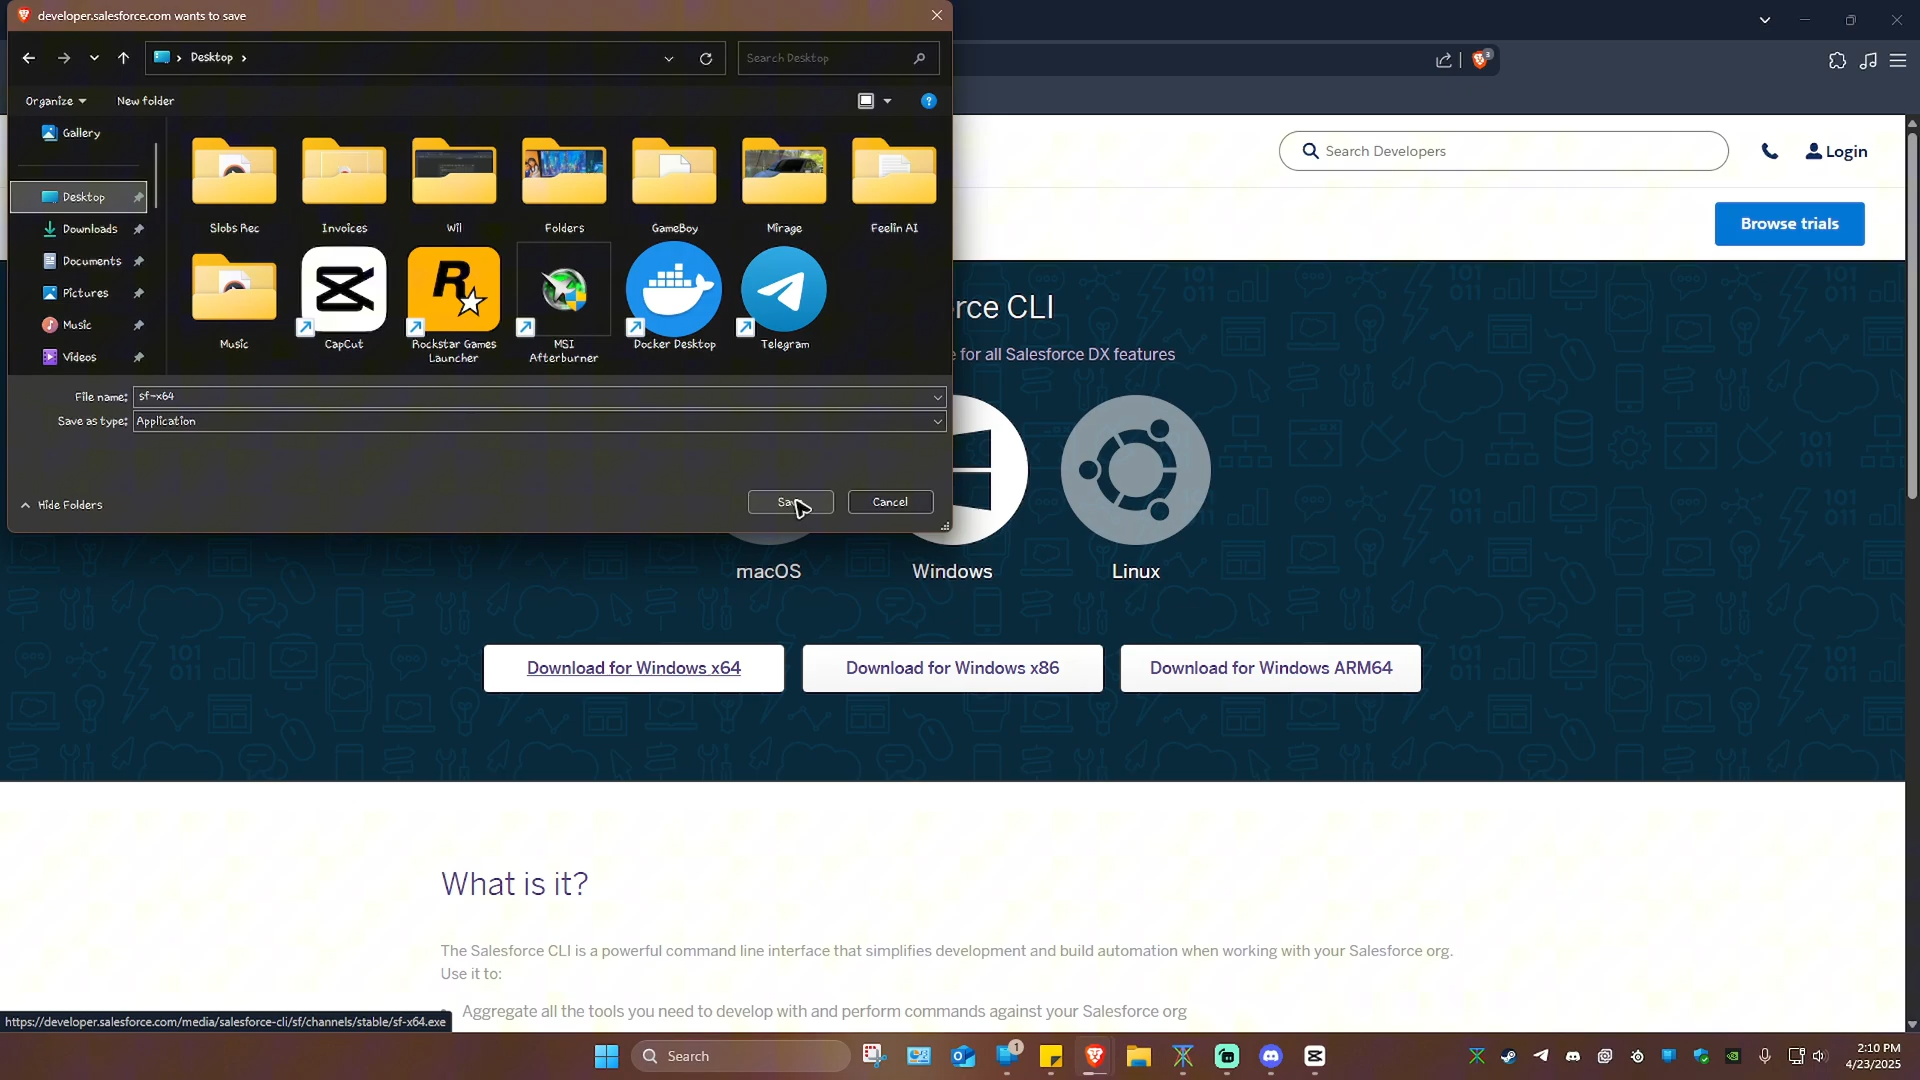 developer.salesforce.com wants to save
Desktop
Search Desktop
Organize
New folder
Gallery
Desktop
Downloads
Documents
Pictures
Music
Videos
Slobs Rec
Invoices
Wil
Folders
GameBoy
Mirage
Feelin AI
Music
CapCut
Rockstar Games
Launcher
MSI
Afterburner
Docker Desktop
Telegram
File name:
sf-x64
Save as type:
Application
Hide Folders
Cancel
3
Search Developers
Login
Browse trials
rce CLI
e for all Salesforce DX features
macOS
Windows
Linux
Download for Windows x64
Download for Windows x86
Download for Windows ARM64
What is it?
The Salesforce CLI is a powerful command line interface that simplifies development and build automation when working with your Salesforce org.
Use it to:
Aggregate all the tools you need to develop with and perform commands against your Salesforce org
https://developer.salesforce.com/media/salesforce-cli/sf/channels/stable/sf-x64.exe
Search
1
2:10 PM
4/23/2025